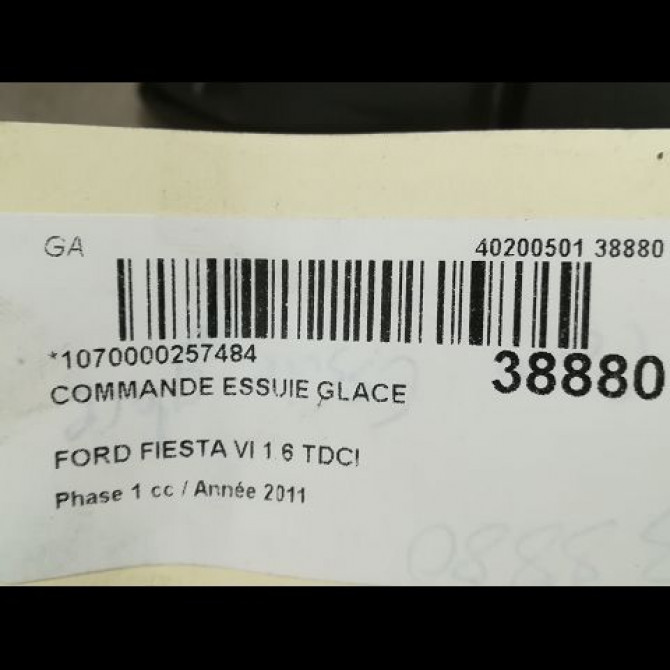 GA
40200501 38880
*1070000257484
38880
COMMANDE ESSUIE GLACE
FORD FIESTA VI 1.6 TDCI
Phase 1 cc / Année 2011
38880